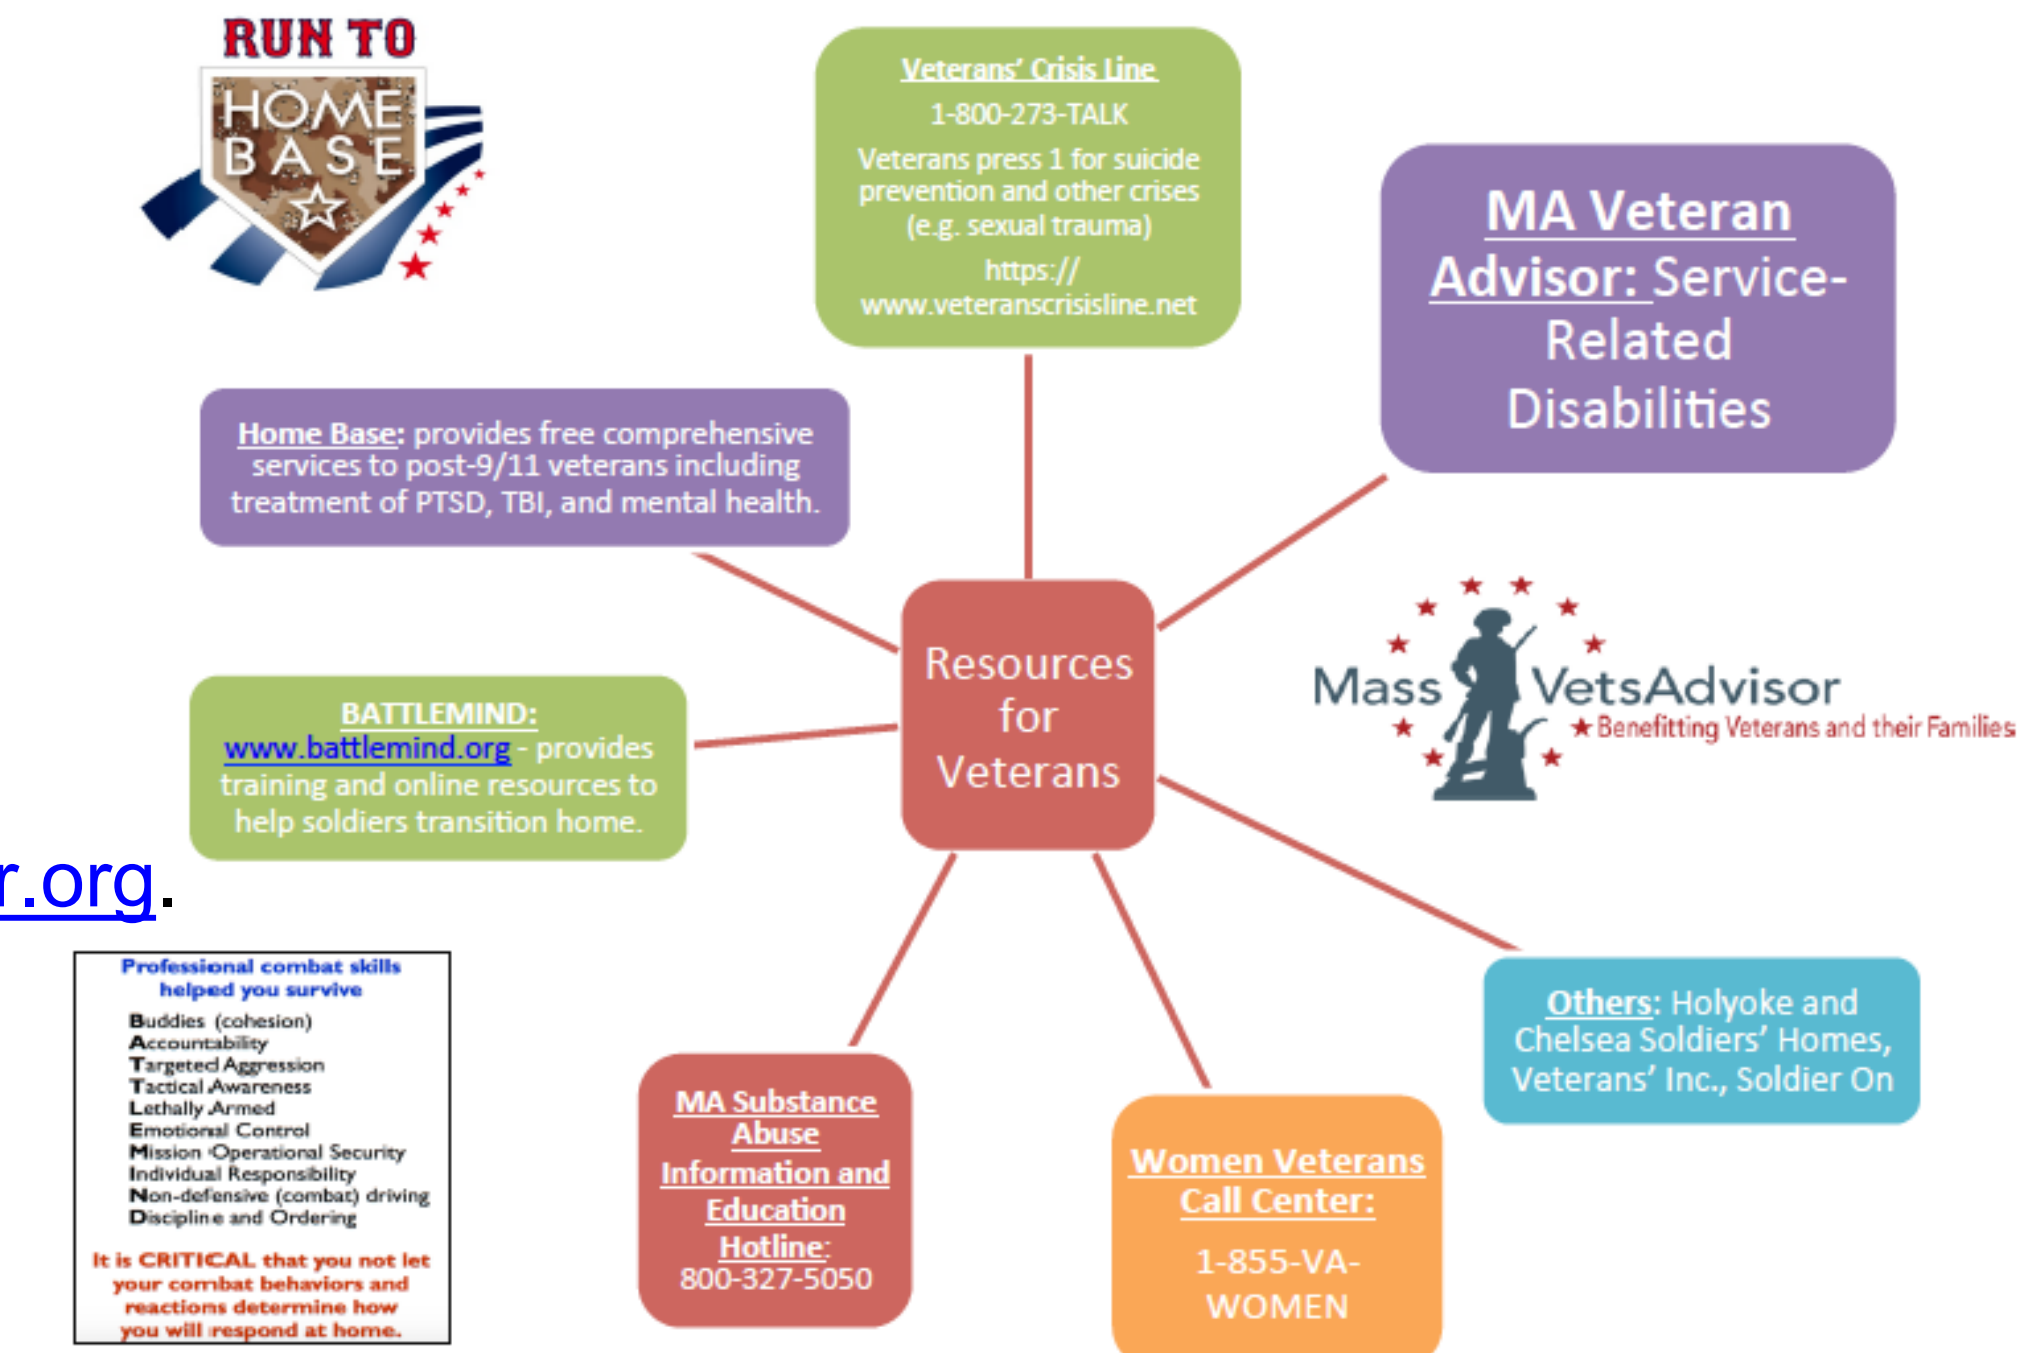 RUN TO
HOME
BASE
Veterans' Crisis Line
1-800-273-TALK
Veterans press 1 for suicide
prevention and other crises
(e.g. sexual trauma)
https://
www.veteranscrisisline.net
MA Veteran
Advisor: Service-
Related
Disabilities
Home Base: provides free comprehensive
services to post-9/11 veterans including
treatment of PTSD, TBI, and mental health.
Resources
for
Veterans
Mass VetsAdvisor
Benefitting Veterans and their Families
BATTLEMIND:
www.battlemind.org - provides
training and online resources to
help soldiers transition home.
r.org.
Professional combat skills
helped you survive
Buddies (cohesion)
Accountability
Targeted Aggression
Tactical Awareness
Lethally Armed
Emotional Control
Mission Operational Security
Individual Responsibility
Non-defensive (combat) driving
Discipline and Ordering
It is CRITICAL that you not let
your combat behaviors and
reactions determine how
you will respond at home.
MA Substance
Abuse
Information and
Education
Hotline:
800-327-5050
Women Veterans
Call Center:
1-855-VA-
WOMEN
Others: Holyoke and
Chelsea Soldiers' Homes,
Veterans' Inc., Soldier On